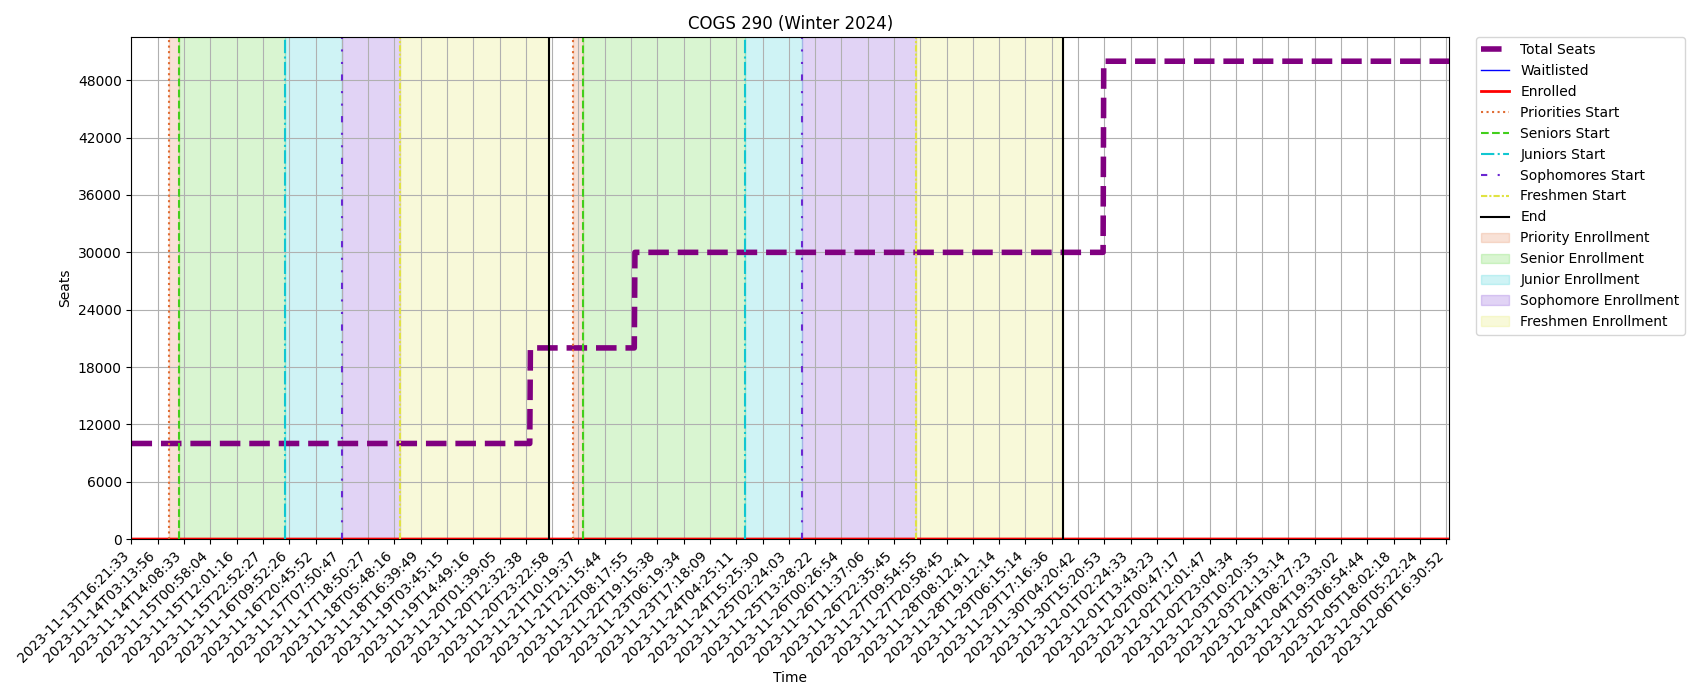 COGS 290 (Winter 2024)
48000
42000
36000
30000
24000
18000
12000
6000
0
Seats
2023-11-13T16:21:33
2023-11-14T03:13:56
2023-11-14T14:08:33
2023-11-15T00:58:04
2023-11-15T12:01:16
2023-11-15T22:52:27
2023-11-16T09:52:26
2023-11-16T20:45:52
2023-11-17T07:50:47
2023-11-17T18:50:27
2023-11-18T05:48:16
2023-11-18T16:39:49
2023-11-19T03:45:15
2023-11-19T14:49:16
2023-11-20T01:39:05
2023-11-20T12:32:38
2023-11-20T23:22:58
2023-11-21T10:19:37
2023-11-21T21:15:44
2023-11-22T08:17:55
2023-11-22T19:15:38
2023-11-23T06:19:34
2023-11-23T17:18:09
2023-11-24T04:25:11
2023-11-24T15:25:30
2023-11-25T02:24:03
2023-11-25T13:28:22
2023-11-26T00:26:54
2023-11-26T11:37:06
2023-11-26T22:35:45
2023-11-27T09:54:55
2023-11-27T20:58:45
2023-11-28T08:12:41
2023-11-28T19:12:14
2023-11-29T06:15:14
2023-11-29T17:16:36
2023-11-30T04:20:42
2023-11-30T15:20:53
2023-12-01T02:24:33
2023-12-01T13:43:23
2023-12-02T00:47:17
2023-12-02T12:01:47
2023-12-02T23:04:34
2023-12-03T10:20:35
2023-12-03T21:13:14
2023-12-04T08:27:23
2023-12-04T19:33:02
2023-12-05T06:54:44
2023-12-05T18:02:18
2023-12-06T05:22:24
2023-12-06T16:30:52
Time
Total Seats
Waitlisted
Enrolled
Priorities Start
Seniors Start
Juniors Start
Sophomores Start
Freshmen Start
End
Priority Enrollment
Senior Enrollment
Junior Enrollment
Sophomore Enrollment
Freshmen Enrollment